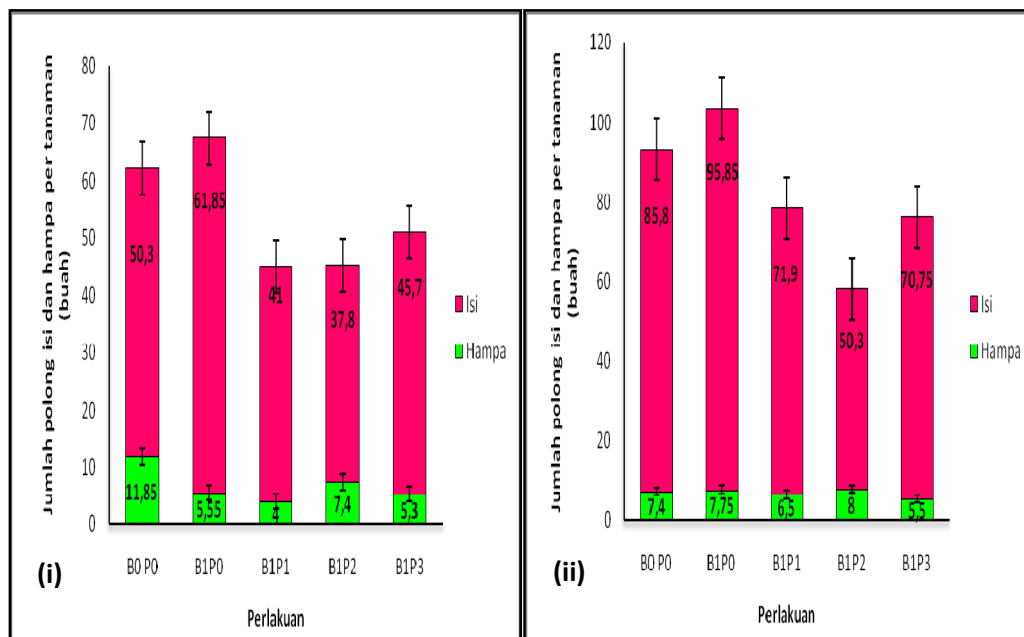 Jumlah polong isi dan hampa per tanaman
(buah)
80
70
60
50
40
30
20
10
0
50,3
61,85
41
37,8
45,7
11,85
5,55
4
7,4
5,3
Isi
Hampa
B0 P0
B1P0
B1P1
B1P2
B1P3
(i)
Perlakuan
Jumlah polong isi dan hampa per tanaman
(buah)
120
100
80
60
40
20
0
85,8
95,85
71,9
50,3
70,75
7,4
7,75
6,5
8
5,5
Isi
Hampa
B0 P0
B1P0
B1P1
B1P2
B1P3
(ii)
Perlakuan